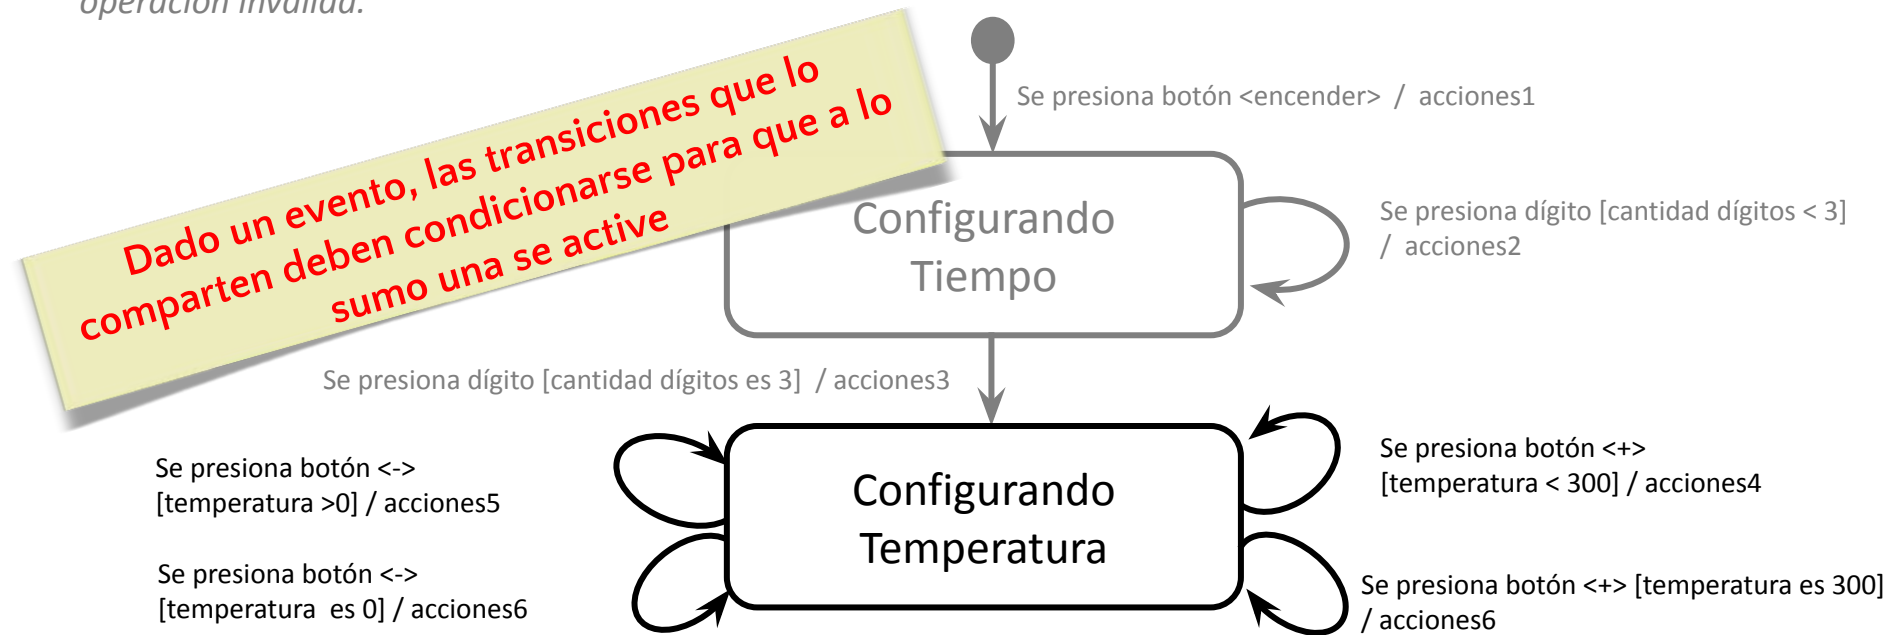 operación inválida.
Dado un evento, las transiciones que lo
comparten deben condicionarse para que a lo
sumo una se active
Se presiona botón <encender> / acciones1
Configurando
Tiempo
Se presiona dígito [cantidad dígitos < 3]
/ acciones2
Se presiona dígito [cantidad dígitos es 3] / acciones3
Se presiona botón <->
[temperatura >0] / acciones5
Configurando
Temperatura
Se presiona botón <+>
[temperatura < 300] / acciones4
Se presiona botón <->
[temperatura es 0] / acciones6
Se presiona botón <+> [temperatura es 300]
/ acciones6